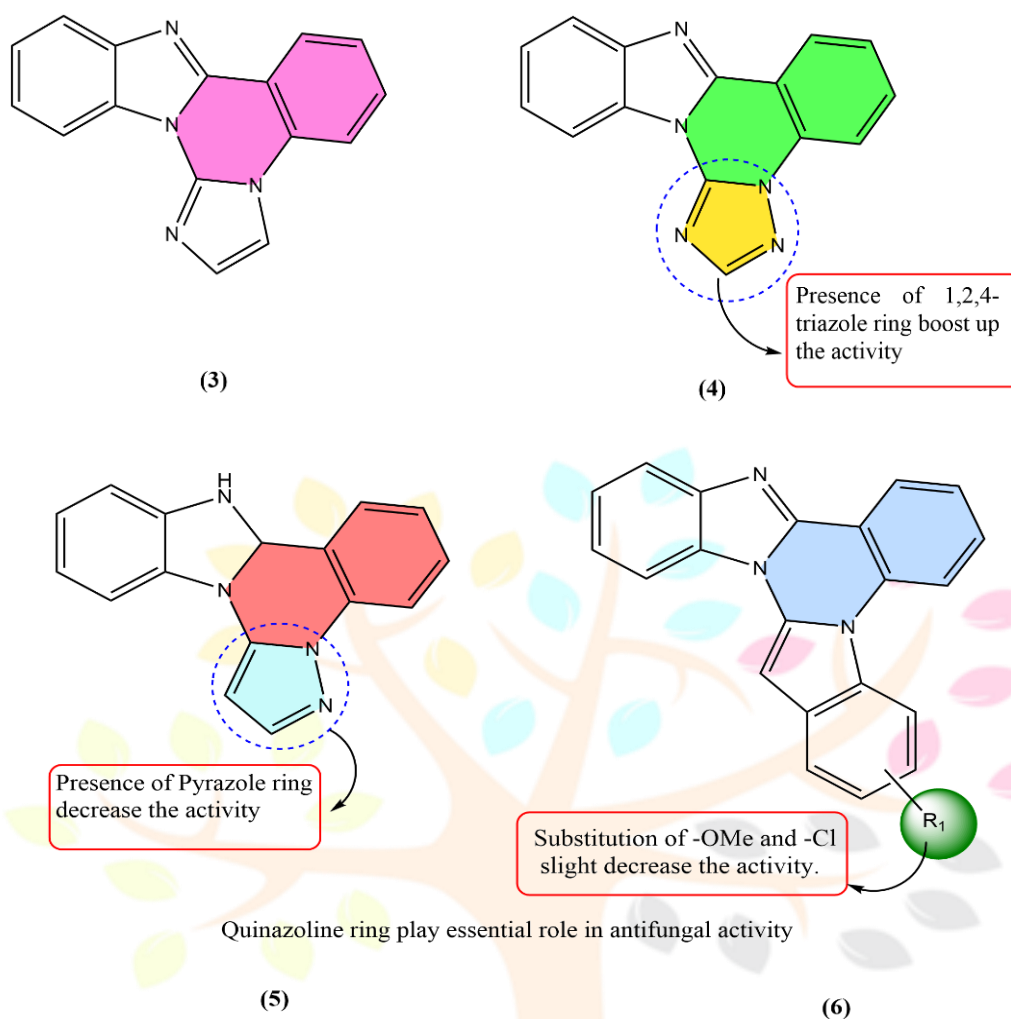 N
N
N
N
(3)
N
N
N
N
N
Presence of 1,2,4-
triazole ring boost up
the activity
(4)
H
N
N
N
N
Presence of Pyrazole ring
decrease the activity
(5)
N
N
N
R1
Substitution of -OMe and -Cl
slight decrease the activity.
Quinazoline ring play essential role in antifungal activity
(6)